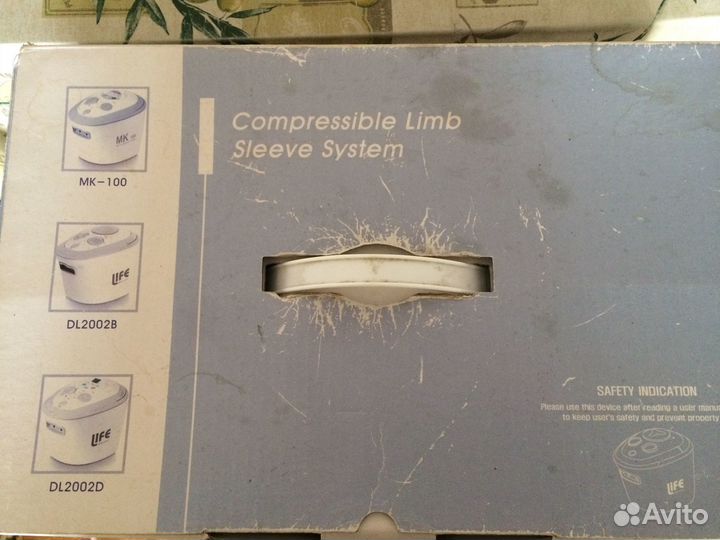 Compressible Limb
Sleeve System
MK
MK-100
LIFE
DL2002B
LIFE
DL2002D
SAFETY INDICATION
Please use this device after reading a user manu
to keep user's safety and prevent property
LIFE
Avito